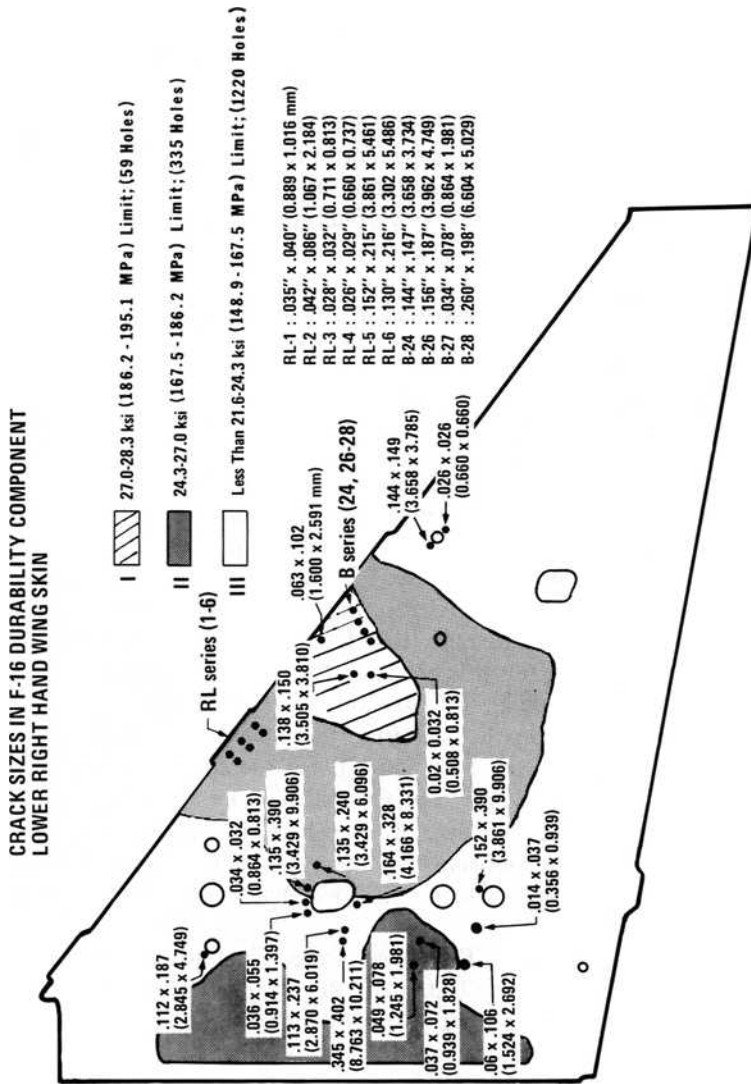 CRACK SIZES IN F-16 DURABILITY COMPONENT
LOWER RIGHT HAND WING SKIN
I 27.0-28.3 ksi (186.2 - 195.1 MPa) Limit; (59 Holes)
II 24.3-27.0 ksi (167.5 - 186.2 MPa) Limit; (335 Holes)
III Less Than 21.6-24.3 ksi (148.9 - 167.5 MPa) Limit; (1220 Holes)
RL series (1-6)
.063 x .102
(1.600 x 2.591 mm)
B series (24, 26-28)
RL-1 : .035″ x .040″ (0.889 x 1.016 mm)
RL-2 : .042″ x .086″ (1.067 x 2.184)
RL-3 : .028″ x .032″ (0.711 x 0.813)
RL-4 : .026″ x .029″ (0.660 x 0.737)
RL-5 : .152″ x .215″ (3.861 x 5.461)
RL-6 : .130″ x .216″ (3.302 x 5.486)
B-24 : .144″ x .147″ (3.658 x 3.734)
B-26 : .156″ x .187″ (3.962 x 4.749)
B-27 : .034″ x .078″ (0.864 x 1.981)
B-28 : .260″ x .198″ (6.604 x 5.029)
.112 x .187
(2.845 x 4.749)
.034 x .032
(0.864 x 0.813)
.036 x .055
(0.914 x 1.397)
.135 x .390
(3.429 x 9.906)
.138 x .150
(3.505 x 3.810)
.113 x .237
(2.870 x 6.019)
.135 x .240
(3.429 x 6.096)
.345 x .402
(8.763 x 10.211)
.164 x .328
(4.166 x 8.331)
.049 x .078
(1.245 x 1.981)
0.02 x 0.032
(0.508 x 0.813)
.144 x .149
(3.658 x 3.785)
.026 x .026
(0.660 x 0.660)
.037 x .072
(0.939 x 1.828)
.152 x .390
(3.861 x 9.906)
.06 x .106
(1.524 x 2.692)
.014 x .037
(0.356 x 0.939)